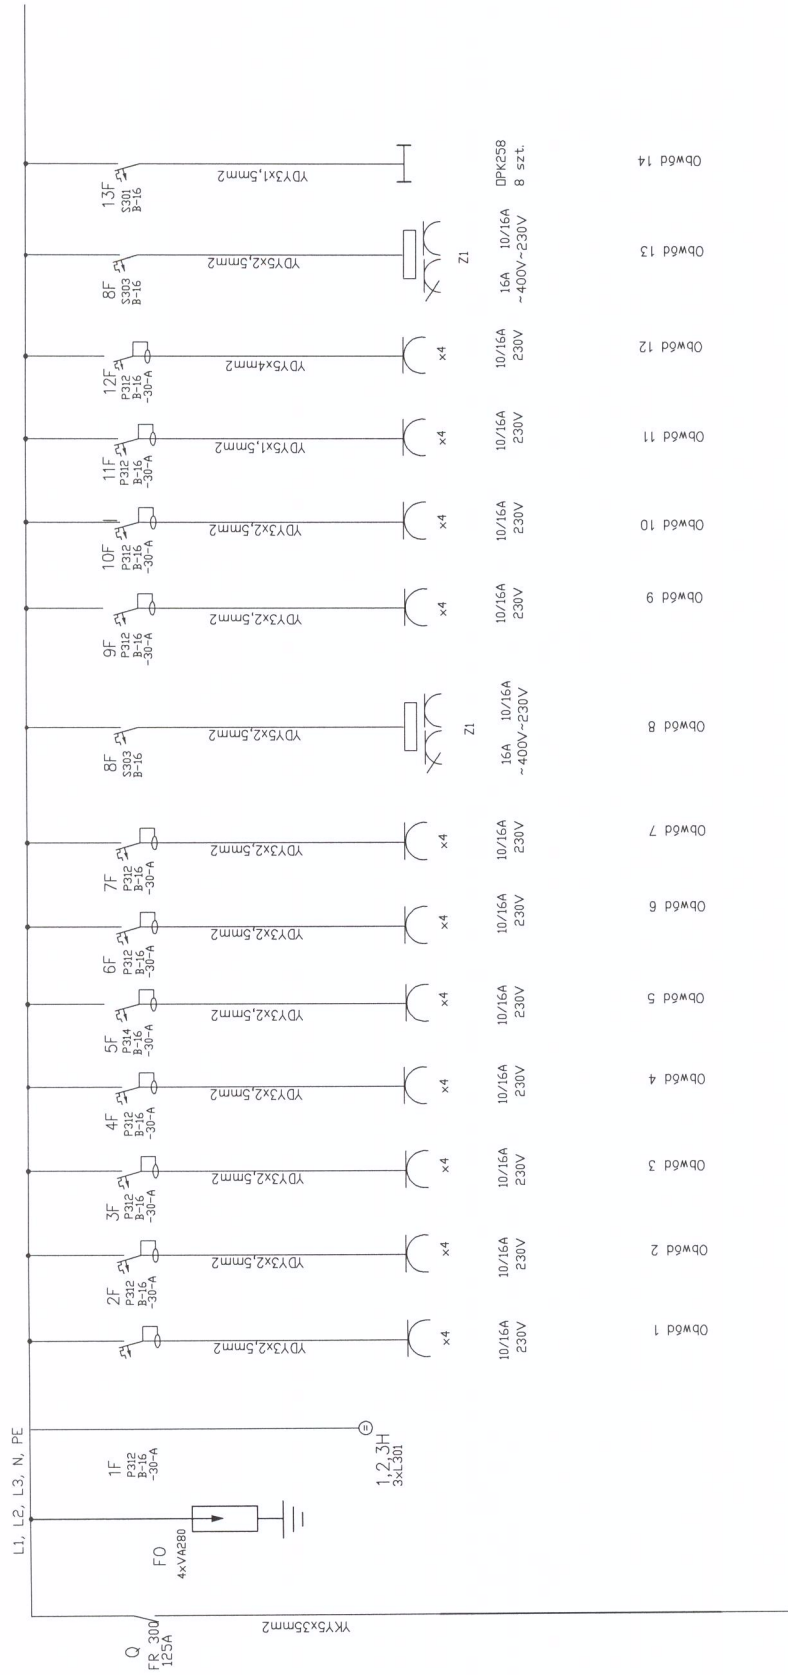 L1, L2, L3, N, PE
Q
FR 300
125A
YKY5x35mm2
FO
4xVA280
1F
P312
B-16
-30-A
1,2,3H
3xL301
YDY3x2,5mm2
x4
10/16A
230V
Obwód 1
2F
P312
B-16
-30-A
YDY3x2,5mm2
x4
10/16A
230V
Obwód 2
3F
P312
B-16
-30-A
YDY3x2,5mm2
x4
10/16A
230V
Obwód 3
4F
P312
B-16
-30-A
YDY3x2,5mm2
x4
10/16A
230V
Obwód 4
5F
P314
B-16
-30-A
YDY3x2,5mm2
x4
10/16A
230V
Obwód 5
6F
P312
B-16
-30-A
YDY3x2,5mm2
x4
10/16A
230V
Obwód 6
7F
P312
B-16
-30-A
YDY3x2,5mm2
x4
10/16A
230V
Obwód 7
8F
S303
B-16
YDY5x2,5mm2
Z1
16A 10/16A
~400V~230V
Obwód 8
9F
P312
B-16
-30-A
YDY3x2,5mm2
x4
10/16A
230V
Obwód 9
10F
P312
B-16
-30-A
YDY3x2,5mm2
x4
10/16A
230V
Obwód 10
11F
P312
B-16
-30-A
YDY5x1,5mm2
x4
10/16A
230V
Obwód 11
12F
P312
B-16
-30-A
YDY5x4mm2
x4
10/16A
230V
Obwód 12
8F
S303
B-16
YDY5x2,5mm2
Z1
16A 10/16A
~400V~230V
Obwód 13
13F
S301
B-16
YDY3x1,5mm2
OPK258
8 szt.
Obwód 14